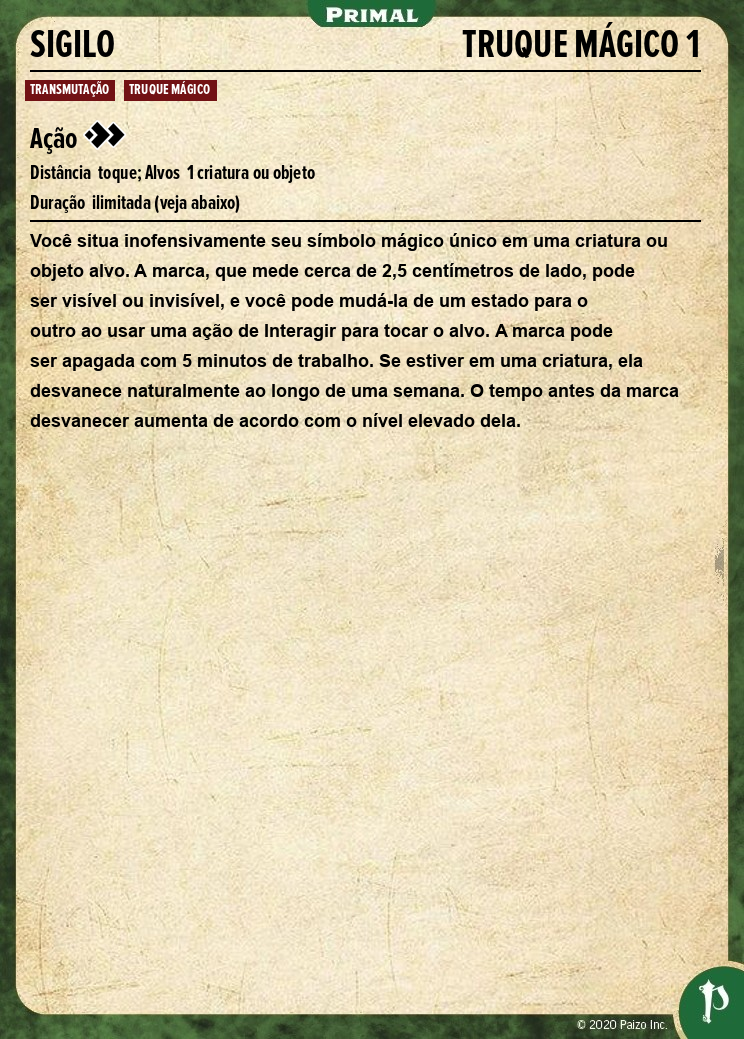 PRIMAL
SIGILO TRUQUE MÁGICO 1
TRANSMUTAÇÃO TRUQUE MÁGICO
Ação
Distância toque; Alvos 1 criatura ou objeto
Duração ilimitada (veja abaixo)
Você situa inofensivamente seu símbolo mágico único em uma criatura ou
objeto alvo. A marca, que mede cerca de 2,5 centímetros de lado, pode
ser visível ou invisível, e você pode mudá-la de um estado para o
outro ao usar uma ação de Interagir para tocar o alvo. A marca pode
ser apagada com 5 minutos de trabalho. Se estiver em uma criatura, ela
desvanece naturalmente ao longo de uma semana. O tempo antes da marca
desvanecer aumenta de acordo com o nível elevado dela.
© 2020 Paizo Inc.
P